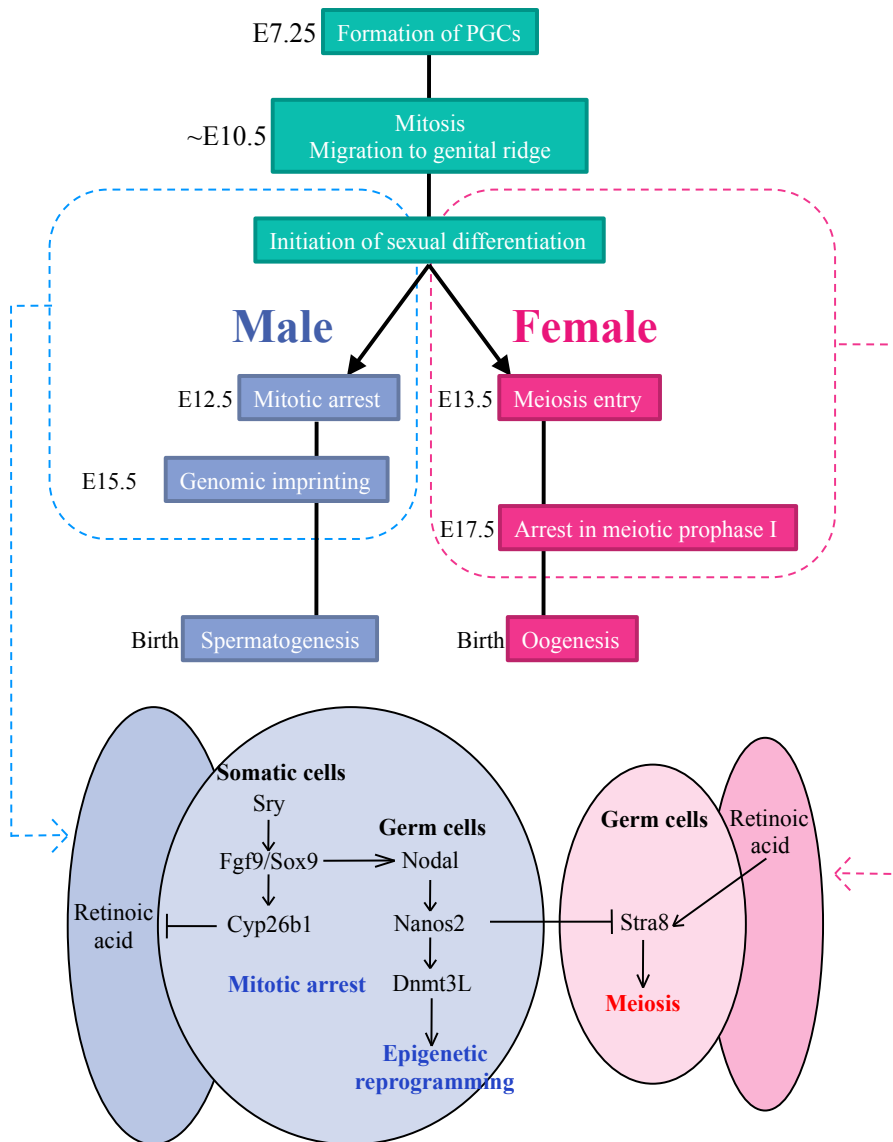 E7.25
Formation of PGCs
~E10.5
Mitosis
Migration to genital ridge
Initiation of sexual differentiation
Male
Female
E12.5
Mitotic arrest
E13.5
Meiosis entry
E15.5
Genomic imprinting
E17.5
Arrest in meiotic prophase I
Birth
Spermatogenesis
Birth
Oogenesis
Somatic cells
Sry
Fgf9/Sox9
Cyp26b1
Retinoic
acid
Mitotic arrest
Germ cells
Nodal
Nanos2
Dnmt3L
Epigenetic
reprogramming
Germ cells
Stra8
Meiosis
Retinoic
acid